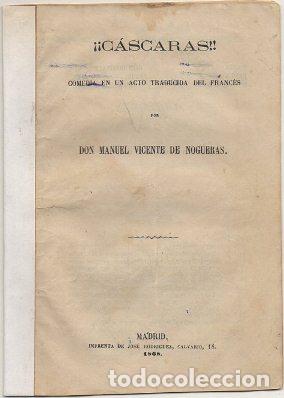 ¡¡CÁSCARAS!!
COMEDIA EN UN ACTO TRADUCIDA DEL FRANCÉS
POR
DON MANUEL VICENTE DE NOGUERAS.
MADRID,
IMPRENTA DE JOSÉ RODRIGUEZ, CALVARIO, 18.
1868.
todocoleccion.net